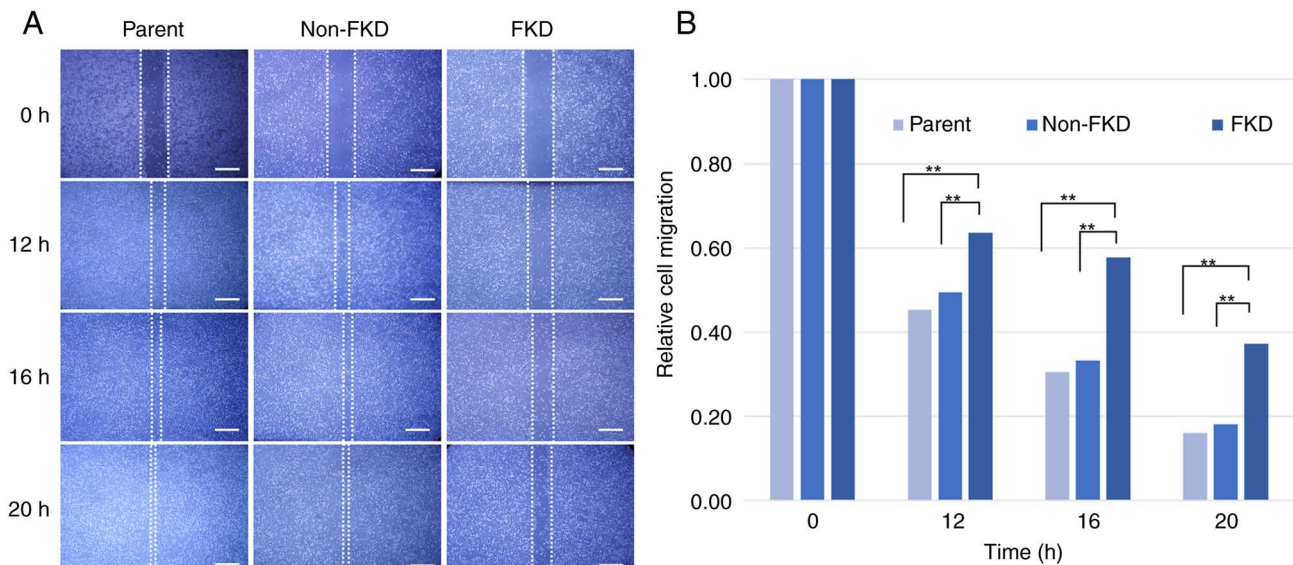 A
Parent
Non-FKD
FKD
0 h
12 h
16 h
20 h
B
Relative cell migration
1.00
0.80
0.60
0.40
0.20
0.00
Parent
Non-FKD
FKD
**
**
**
**
**
**
0
12
16
20
Time (h)